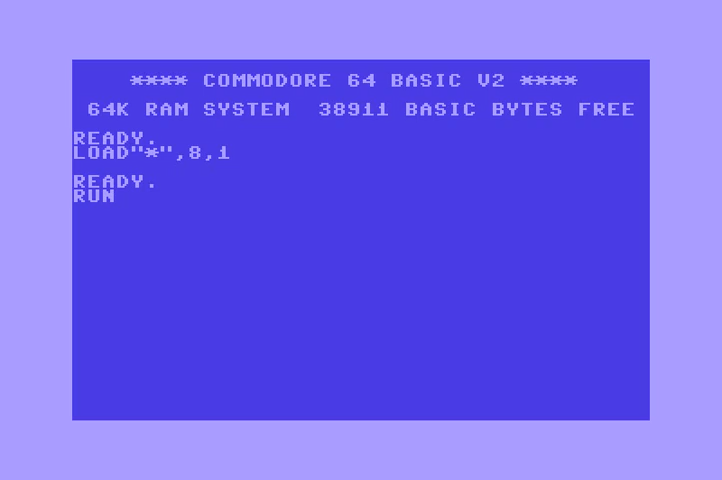 **** COMMODORE 64 BASIC V2 ****
64K RAM SYSTEM  38911 BASIC BYTES FREE
READY.
LOAD"*",8,1
READY.
RUN